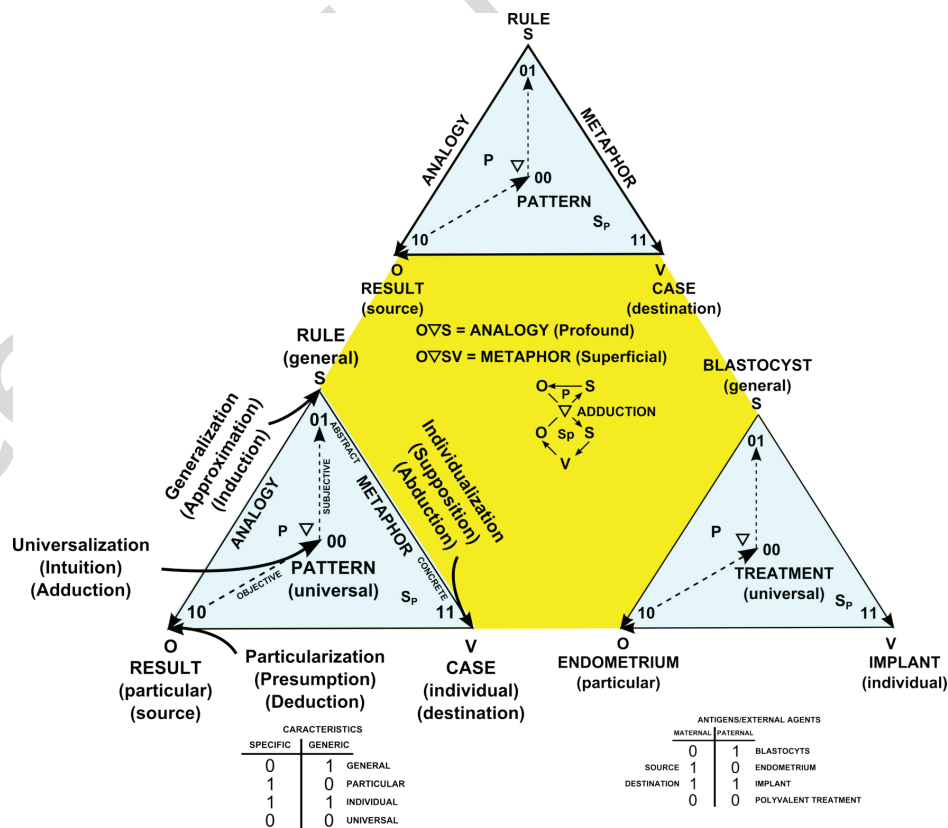 RULE
S
01
ANALOGY
METAPHOR
P ▽
00
PATTERN
Sₚ
10
11
O
V
RESULT
(source)
CASE
(destination)
O▽S = ANALOGY (Profound)
O▽SV = METAPHOR (Superficial)
O S
P
▽ ADDUCTION
O Sp S
V
RULE
(general)
S
01
ABSTRACT
SUBJECTIVE
Generalization
(Approximation)
(Induction)
ANALOGY
METAPHOR
Individualization
(Supposition)
(Abduction)
CONCRETE
Universalization
(Intuition)
(Adduction)
P ▽
00
PATTERN
(universal)
OBJECTIVE
10
Sₚ
11
O
V
RESULT
(particular)
(source)
Particularization
(Presumption)
(Deduction)
CASE
(individual)
(destination)
BLASTOCYST
(general)
S
01
P ▽
00
TREATMENT
(universal)
Sₚ
10
11
O
V
ENDOMETRIUM
(particular)
IMPLANT
(individual)
CARACTERISTICS
SPECIFIC GENERIC
0 1 GENERAL
1 0 PARTICULAR
1 1 INDIVIDUAL
0 0 UNIVERSAL
ANTIGENS/EXTERNAL AGENTS
MATERNAL PATERNAL
0 1 BLASTOCYTS
SOURCE 1 0 ENDOMETRIUM
DESTINATION 1 1 IMPLANT
0 0 POLYVALENT TREATMENT